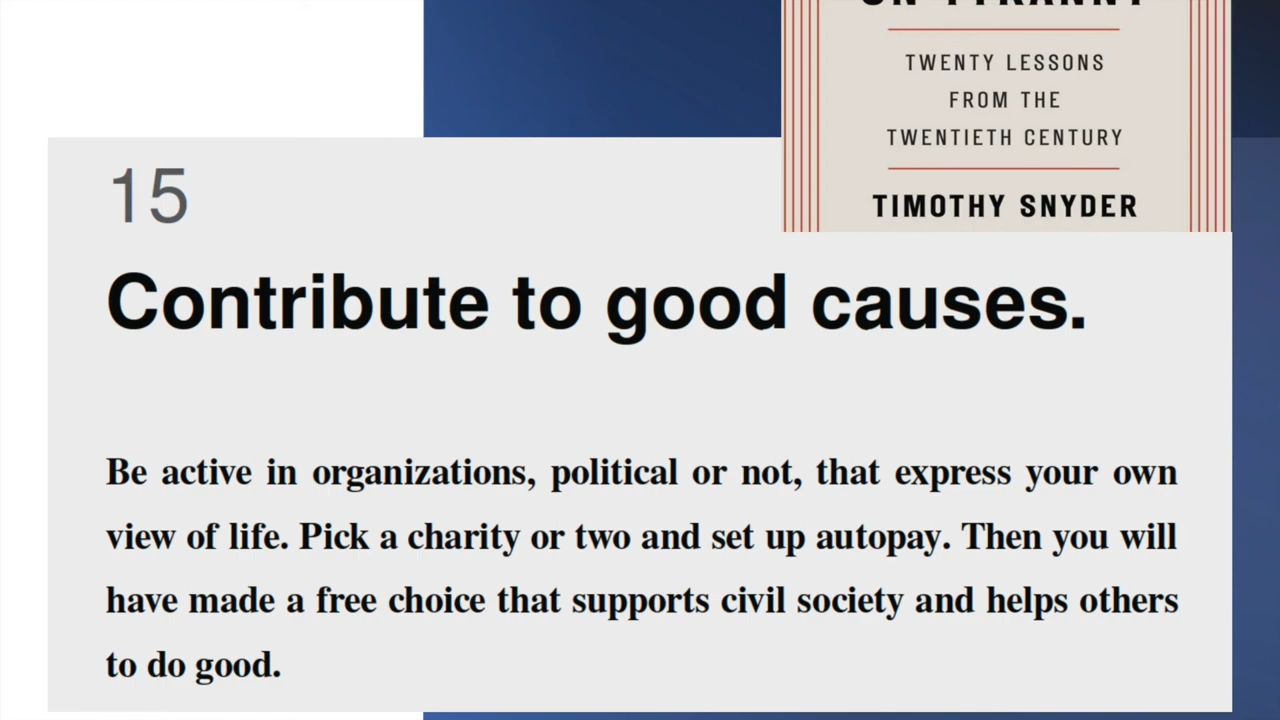 ON TYRANNY
TWENTY LESSONS
FROM THE
TWENTIETH CENTURY
TIMOTHY SNYDER
15
Contribute to good causes.
Be active in organizations, political or not, that express your own
view of life. Pick a charity or two and set up autopay. Then you will
have made a free choice that supports civil society and helps others
to do good.